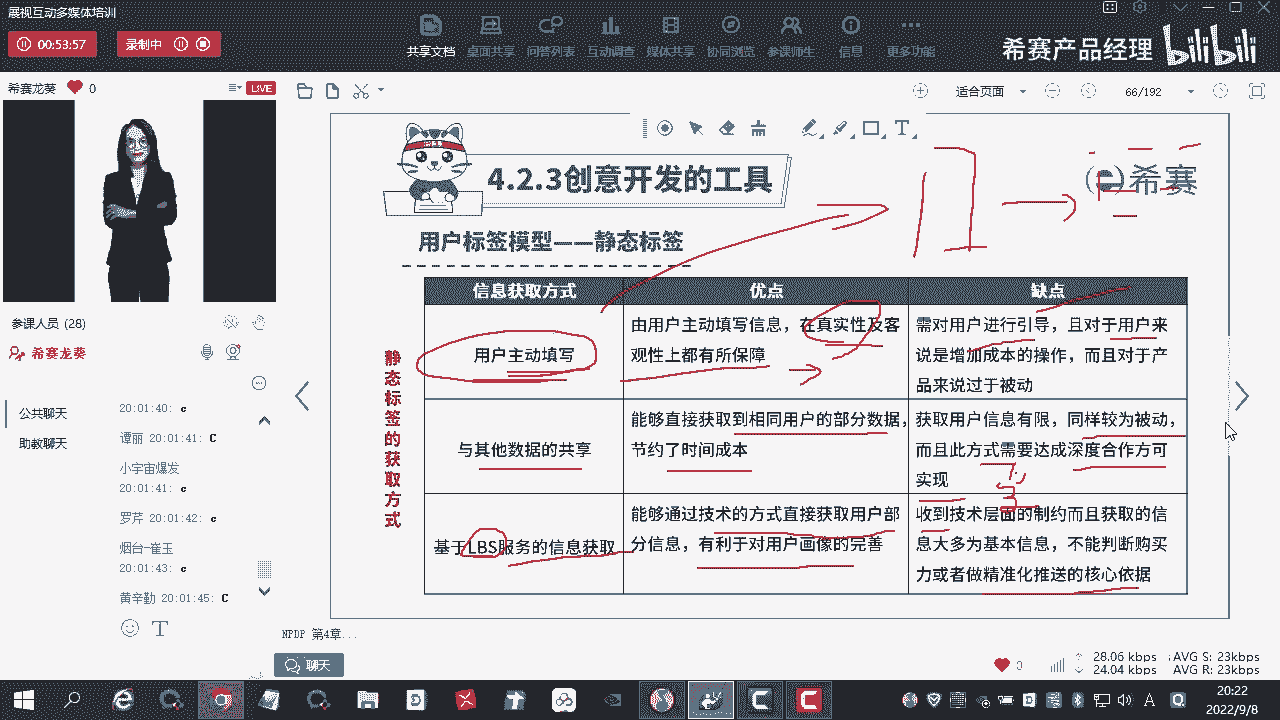 展视互动多媒体培训
00:53:57
录制中
共享文档
桌面共享
问答列表
互动调查
媒体共享
协同浏览
参课师生
信息
更多功能
希赛产品经理
bilibili
希赛龙葵
0
LIVE
适合页面
66/192
参课人员 (28)
希赛龙葵
公共聊天
助教聊天
20:01:40: c
谭丽 20:01:41: C
小宇宙爆发
20:01:41: c
罗芹 20:01:42: c
烟台-崔玉
20:01:43: c
黄辛勤 20:01:45: C
T
4.2.3创意开发的工具
希赛
用户标签模型——静态标签
静态标签的获取方式
信息获取方式
优点
缺点
用户主动填写
由用户主动填写信息，在真实性及客
观性上都有所保障
需对用户进行引导，且对于用户来
说是增加成本的操作，而且对于产
品来说过于被动
与其他数据的共享
能够直接获取到相同用户的部分数据，
节约了时间成本
获取用户信息有限，同样较为被动，
而且此方式需要达成深度合作方可
实现
基于LBS服务的信息获取
能够通过技术的方式直接获取用户部
分信息，有利于对用户画像的完善
收到技术层面的制约而且获取的信
息大多为基本信息，不能判断购买
力或者做精准化推送的核心依据
NPDP 第4章...
聊天
0
28.06 kbps
AVG S: 23kbps
24.04 kbps
AVG R: 23kbps
20:22
2022/9/8